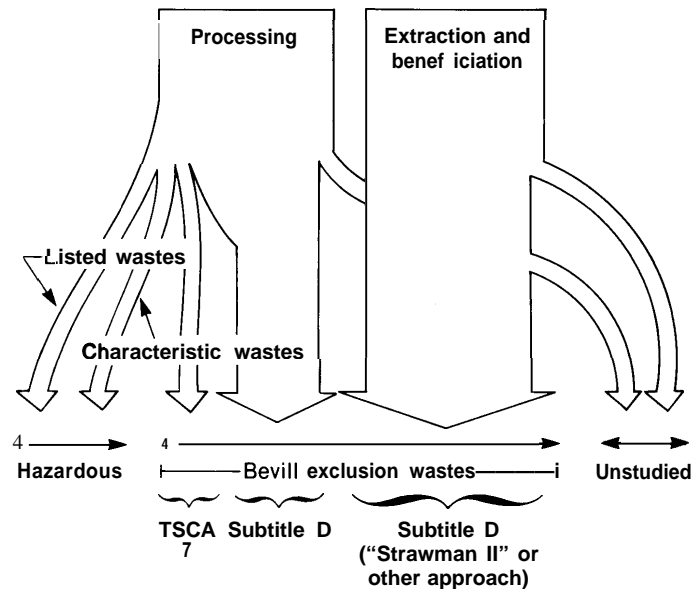 Processing
Extraction and
benef iciation
Listed wastes
Characteristic wastes
4
4
Hazardous
Bevill exclusion wastes
i
Unstudied
TSCA
7
Subtitle D
Subtitle D
("Strawman II" or
other approach)